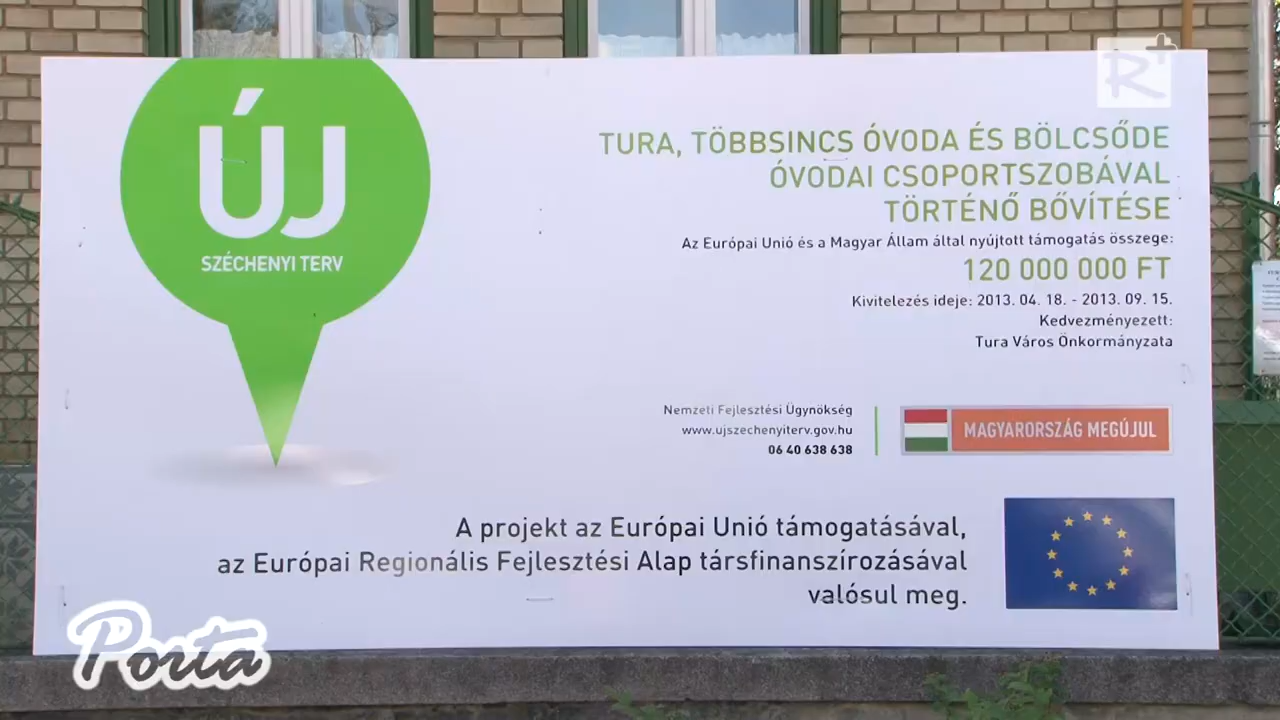 ÚJ
SZÉCHENYI TERV
R+
TURA, TÖBBSINCS ÓVODA ÉS BÖLCSŐDE
ÓVODAI CSOPORTSZOBÁVAL
TÖRTÉNŐ BŐVÍTÉSE
Az Európai Unió és a Magyar Állam által nyújtott támogatás összege:
120 000 000 FT
Kivitelezés ideje: 2013. 04. 18. - 2013. 09. 15.
Kedvezményezett:
Tura Város Önkormányzata
Nemzeti Fejlesztési Ügynökség
www.ujszechenyiterv.gov.hu
06 40 638 638
MAGYARORSZÁG MEGÚJUL
A projekt az Európai Unió támogatásával,
az Európai Regionális Fejlesztési Alap társfinanszírozásával
valósul meg.
Porta